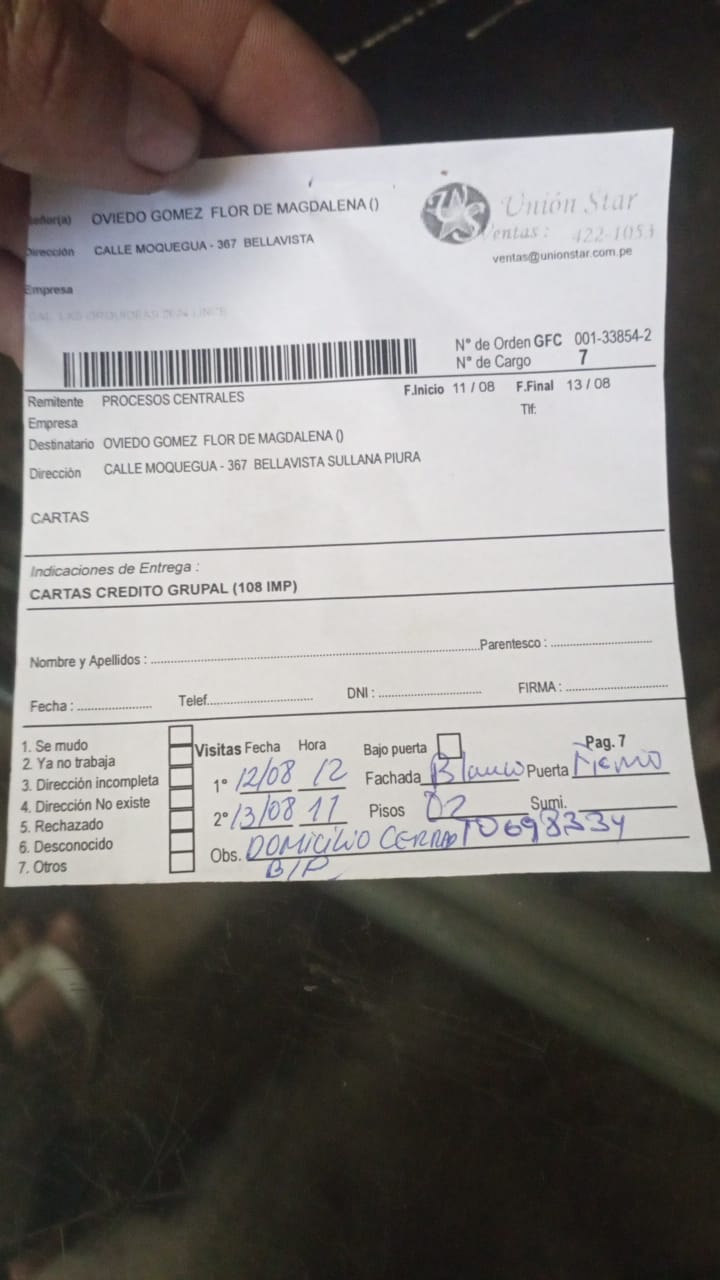 Señor(a) OVIEDO GOMEZ FLOR DE MAGDALENA ()
Dirección CALLE MOQUEGUA - 367 BELLAVISTA
Empresa
CAL. LAS ORQUIDEAS 2624 LINCE
Unión Star
Ventas : 422-1053
ventas@unionstar.com.pe
N° de Orden GFC 001-33854-2
N° de Cargo 7
Remitente PROCESOS CENTRALES
F.Inicio 11 / 08 F.Final 13 / 08
Empresa
Tlf:
Destinatario OVIEDO GOMEZ FLOR DE MAGDALENA ()
Dirección CALLE MOQUEGUA - 367 BELLAVISTA SULLANA PIURA
CARTAS
Indicaciones de Entrega :
CARTAS CREDITO GRUPAL (108 IMP)
Nombre y Apellidos : Parentesco :
Fecha : Telef. DNI : FIRMA :
1. Se mudo
2. Ya no trabaja
3. Dirección incompleta
4. Dirección No existe
5. Rechazado
6. Desconocido
7. Otros
Visitas Fecha Hora Bajo puerta Pag. 7
1° 12/08 12 Fachada Blanco Puerta Fierro
2° 13/08 11 Pisos 02 Sumi.
Obs. DOMICILIO CERRADO 698334
B/P